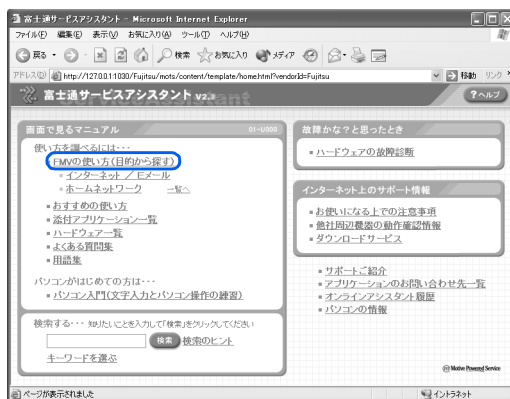 富士通サービスアシスタント - Microsoft Internet Explorer
ファイル(F) 編集(E) 表示(V) お気に入り(A) ツール(T) ヘルプ(H)
戻る 検索 お気に入り メディア
アドレス(D) http://127.0.0.1:1030/Fujitsu/mots/content/template/home.html?vendorId=Fujitsu 移動 リンク
富士通サービスアシスタント V2.8 ?ヘルプ
画面で見るマニュアル 01-U000
使い方を調べるには・・・
FMVの使い方(目的から探す)
インターネット / Eメール
ホームネットワーク 一覧へ
おすすめの使い方
添付アプリケーション一覧
ハードウェア一覧
よくある質問集
用語集
パソコンがはじめての方は・・・
パソコン入門(文字入力とパソコン操作の練習)
検索する・・・ 知りたいことを入力して「検索」をクリックしてください
検索 検索のヒント
キーワードを選ぶ
故障かな?と思ったとき
ハードウェアの故障診断
インターネット上のサポート情報
お使いになる上での注意事項
他社周辺機器の動作確認情報
ダウンロードサービス
サポートご紹介
アプリケーションのお問い合わせ先一覧
オンラインアシスタント履歴
パソコンの情報
Motive Powered Service
ページが表示されました イントラネット